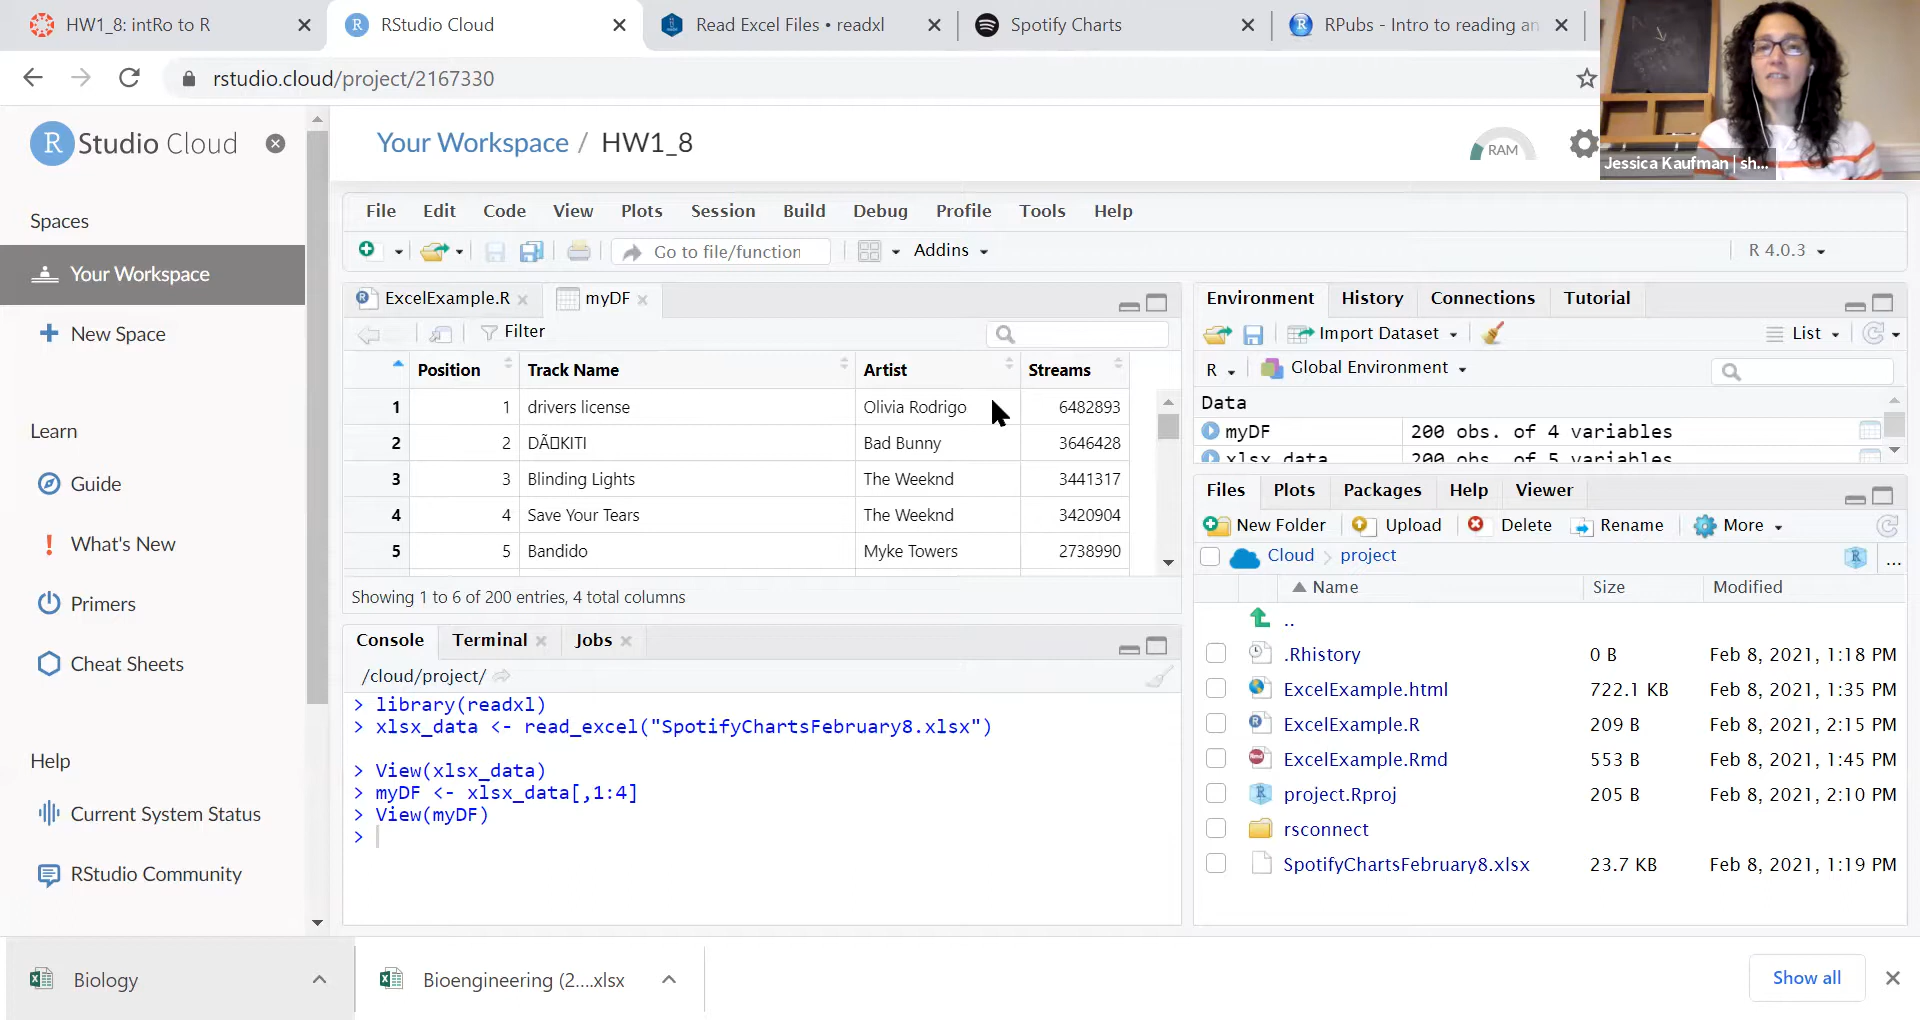 HW1_8: intRo to R
RStudio Cloud
Read Excel Files • readxl
Spotify Charts
RPubs - Intro to reading an
rstudio.cloud/project/2167330
Jessica Kaufman | sh...
R Studio Cloud
Your Workspace / HW1_8
RAM
Spaces
Your Workspace
New Space
Learn
Guide
What's New
Primers
Cheat Sheets
Help
Current System Status
RStudio Community
File Edit Code View Plots Session Build Debug Profile Tools Help
Go to file/function
Addins
R 4.0.3
ExcelExample.R
myDF
Filter
Position Track Name Artist Streams
1 1 drivers license Olivia Rodrigo 6482893
2 2 DÃ▯KITI Bad Bunny 3646428
3 3 Blinding Lights The Weeknd 3441317
4 4 Save Your Tears The Weeknd 3420904
5 5 Bandido Myke Towers 2738990
Showing 1 to 6 of 200 entries, 4 total columns
Console Terminal Jobs
/cloud/project/
> library(readxl)
> xlsx_data <- read_excel("SpotifyChartsFebruary8.xlsx")
> View(xlsx_data)
> myDF <- xlsx_data[,1:4]
> View(myDF)
>
Environment History Connections Tutorial
Import Dataset
List
R
Global Environment
Data
myDF 200 obs. of 4 variables
xlsx_data 200 obs. of 5 variables
Files Plots Packages Help Viewer
New Folder Upload Delete Rename More
Cloud project
R
...
Name Size Modified
..
.Rhistory 0 B Feb 8, 2021, 1:18 PM
ExcelExample.html 722.1 KB Feb 8, 2021, 1:35 PM
ExcelExample.R 209 B Feb 8, 2021, 2:15 PM
ExcelExample.Rmd 553 B Feb 8, 2021, 1:45 PM
project.Rproj 205 B Feb 8, 2021, 2:10 PM
rsconnect
SpotifyChartsFebruary8.xlsx 23.7 KB Feb 8, 2021, 1:19 PM
Biology
Bioengineering (2....xlsx
Show all